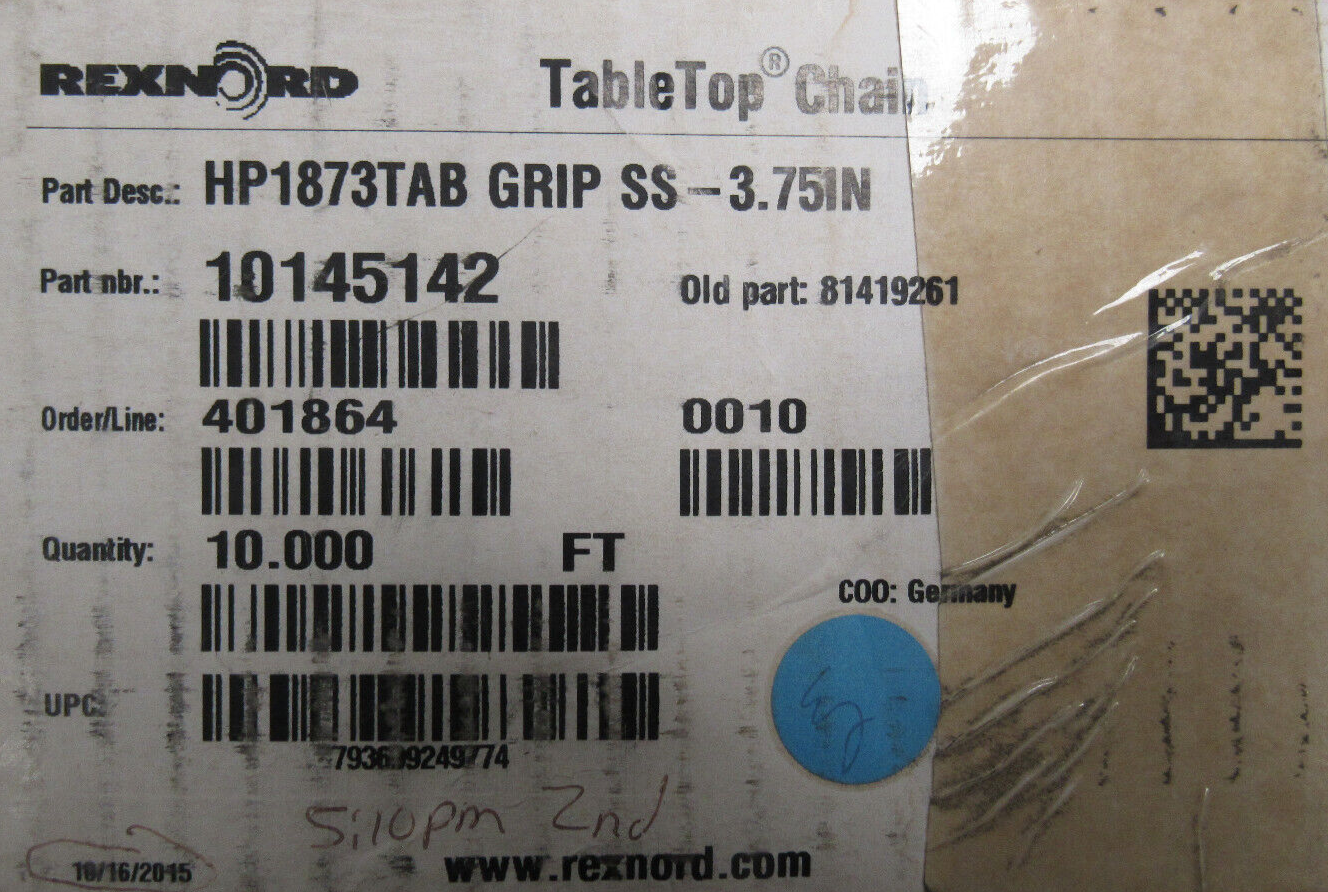 REXNORD TableTop® Chain
Part Desc.: HP1873TAB GRIP SS-3.75IN
Part nbr.: 10145142 Old part: 81419261
Order/Line: 401864 0010
Quantity: 10.000 FT
COO: Germany
UPC
5:10pm 2nd
10/16/2015 www.rexnord.com